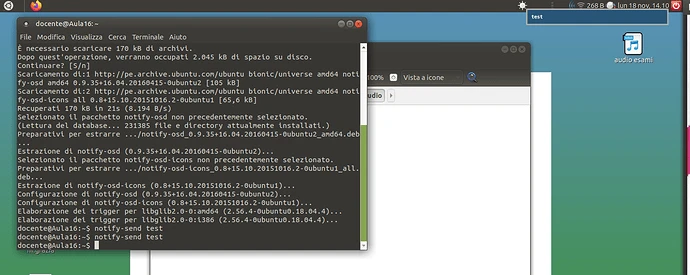 268 B
lun 18 nov, 14.10
test
docente@Aula16: ~
File Modifica Visualizza Cerca Terminale Aiuto
È necessario scaricare 170 kB di archivi.
Dopo quest'operazione, verranno occupati 2.045 kB di spazio su disco.
Continuare? [S/n]
Scaricamento di:1 http://pe.archive.ubuntu.com/ubuntu bionic/universe amd64 noti
fy-osd amd64 0.9.35+16.04.20160415-0ubuntu2 [105 kB]
Scaricamento di:2 http://pe.archive.ubuntu.com/ubuntu bionic/universe amd64 noti
fy-osd-icons all 0.8+15.10.20151016.2-0ubuntu1 [65,6 kB]
Recuperati 170 kB in 21s (8.194 B/s)
Selezionato il pacchetto notify-osd non precedentemente selezionato.
(Lettura del database... 231385 file e directory attualmente installati.)
Preparativi per estrarre .../notify-osd_0.9.35+16.04.20160415-0ubuntu2_amd64.deb
...
Estrazione di notify-osd (0.9.35+16.04.20160415-0ubuntu2)...
Selezionato il pacchetto notify-osd-icons non precedentemente selezionato.
Preparativi per estrarre .../notify-osd-icons_0.8+15.10.20151016.2-0ubuntu1_all.
deb...
Estrazione di notify-osd-icons (0.8+15.10.20151016.2-0ubuntu1)...
Configurazione di notify-osd (0.9.35+16.04.20160415-0ubuntu2)...
Configurazione di notify-osd-icons (0.8+15.10.20151016.2-0ubuntu1)...
Elaborazione dei trigger per libglib2.0-0:amd64 (2.56.4-0ubuntu0.18.04.4)...
Elaborazione dei trigger per libglib2.0-0:i386 (2.56.4-0ubuntu0.18.04.4)...
docente@Aula16:~$ notify-send test
docente@Aula16:~$ notify-send test
docente@Aula16:~$
100%
Vista a icone
audio esami